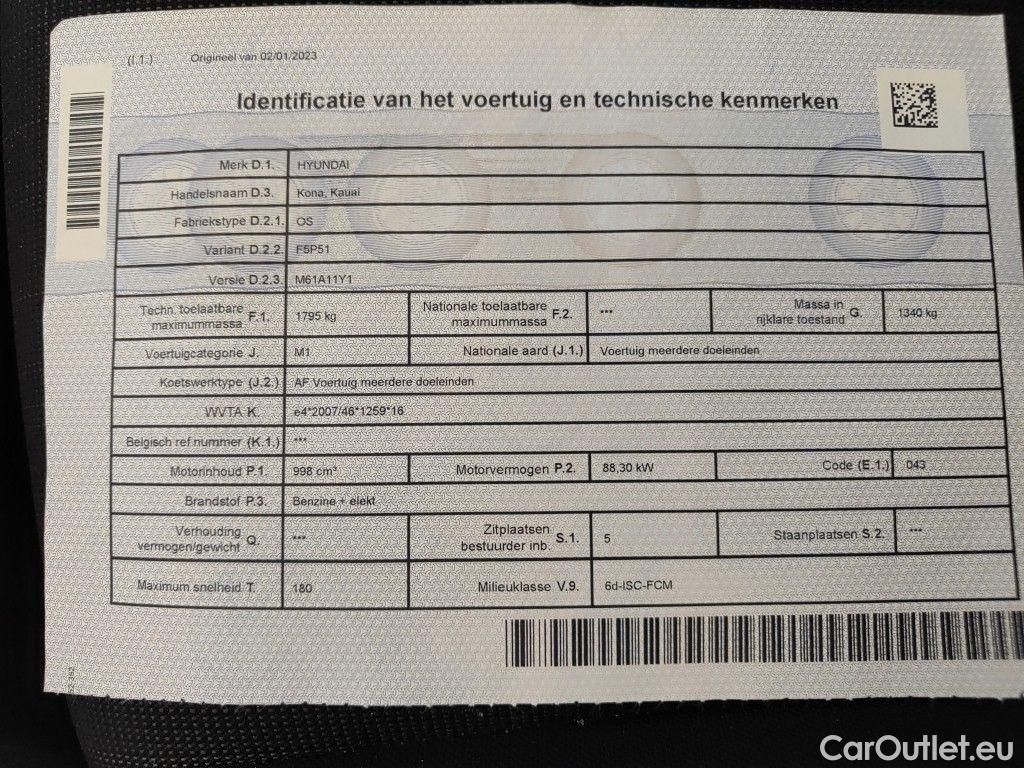 (I.1.) Origineel van 02/01/2023
Identificatie van het voertuig en technische kenmerken
Merk D.1. HYUNDAI
Handelsnaam D.3. Kona, Kauai
Fabriekstype D.2.1. OS
Variant D.2.2. F5P51
Versie D.2.3. M61A11Y1
Techn. toelaatbare maximummassa F.1. 1795 kg Nationale toelaatbare maximummassa F.2. *** Massa in rijklare toestand G. 1340 kg
Voertuigcategorie J. M1 Nationale aard (J.1.) Voertuig meerdere doeleinden
Koetswerktype (J.2.) AF Voertuig meerdere doeleinden
WVTA K. e4*2007/46*1259*16
Belgisch ref nummer (K.1.) ***
Motorinhoud P.1. 998 cm³ Motorvermogen P.2. 88,30 kW Code (E.1.) 043
Brandstof P.3. Benzine + elekt
Verhouding vermogen/gewicht Q. *** Zitplaatsen bestuurder inb. S.1. 5 Staanplaatsen S.2. ***
Maximum snelheid T. 180 Milieuklasse V.9. 6d-ISC-FCM
CarOutlet.eu